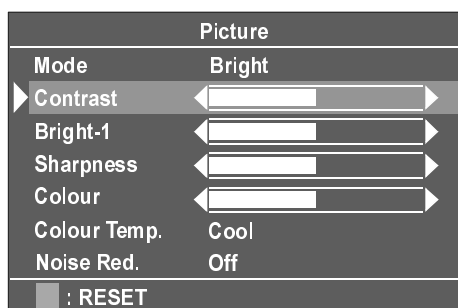 Picture
Mode Bright
Contrast
Bright-1
Sharpness
Colour
Colour Temp. Cool
Noise Red. Off
: RESET